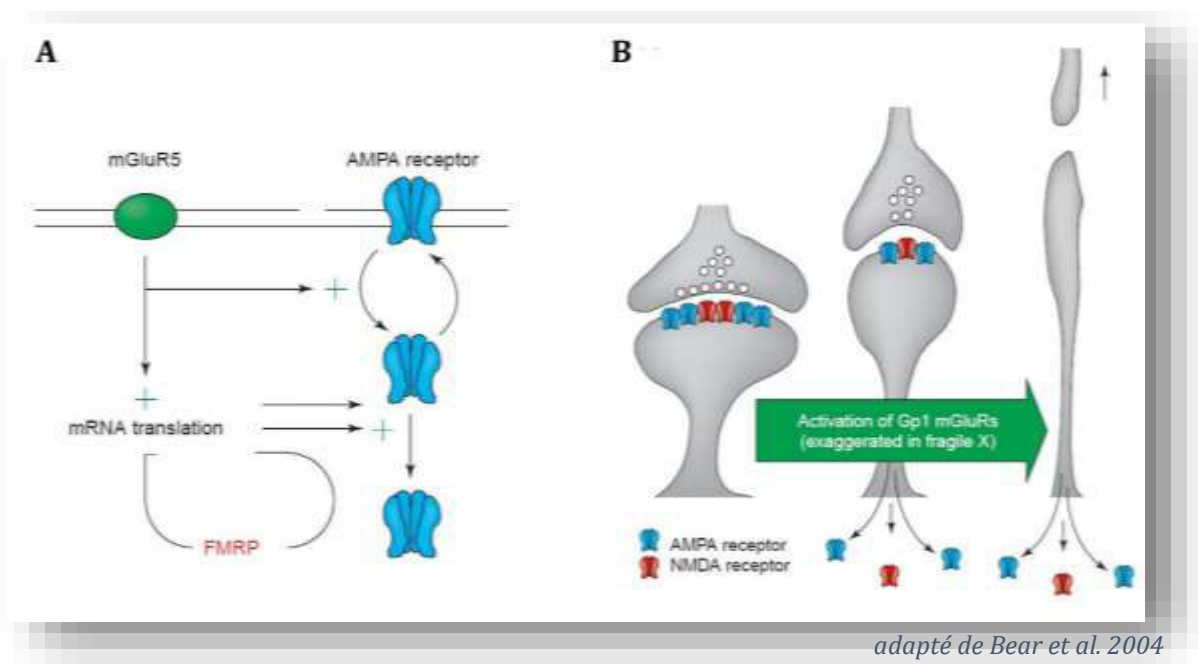 A
mGluR5
AMPA receptor
+
+
mRNA translation
+
FMRP
B
Activation of Gp1 mGluRs
(exaggerated in fragile X)
AMPA receptor
NMDA receptor
adapté de Bear et al. 2004